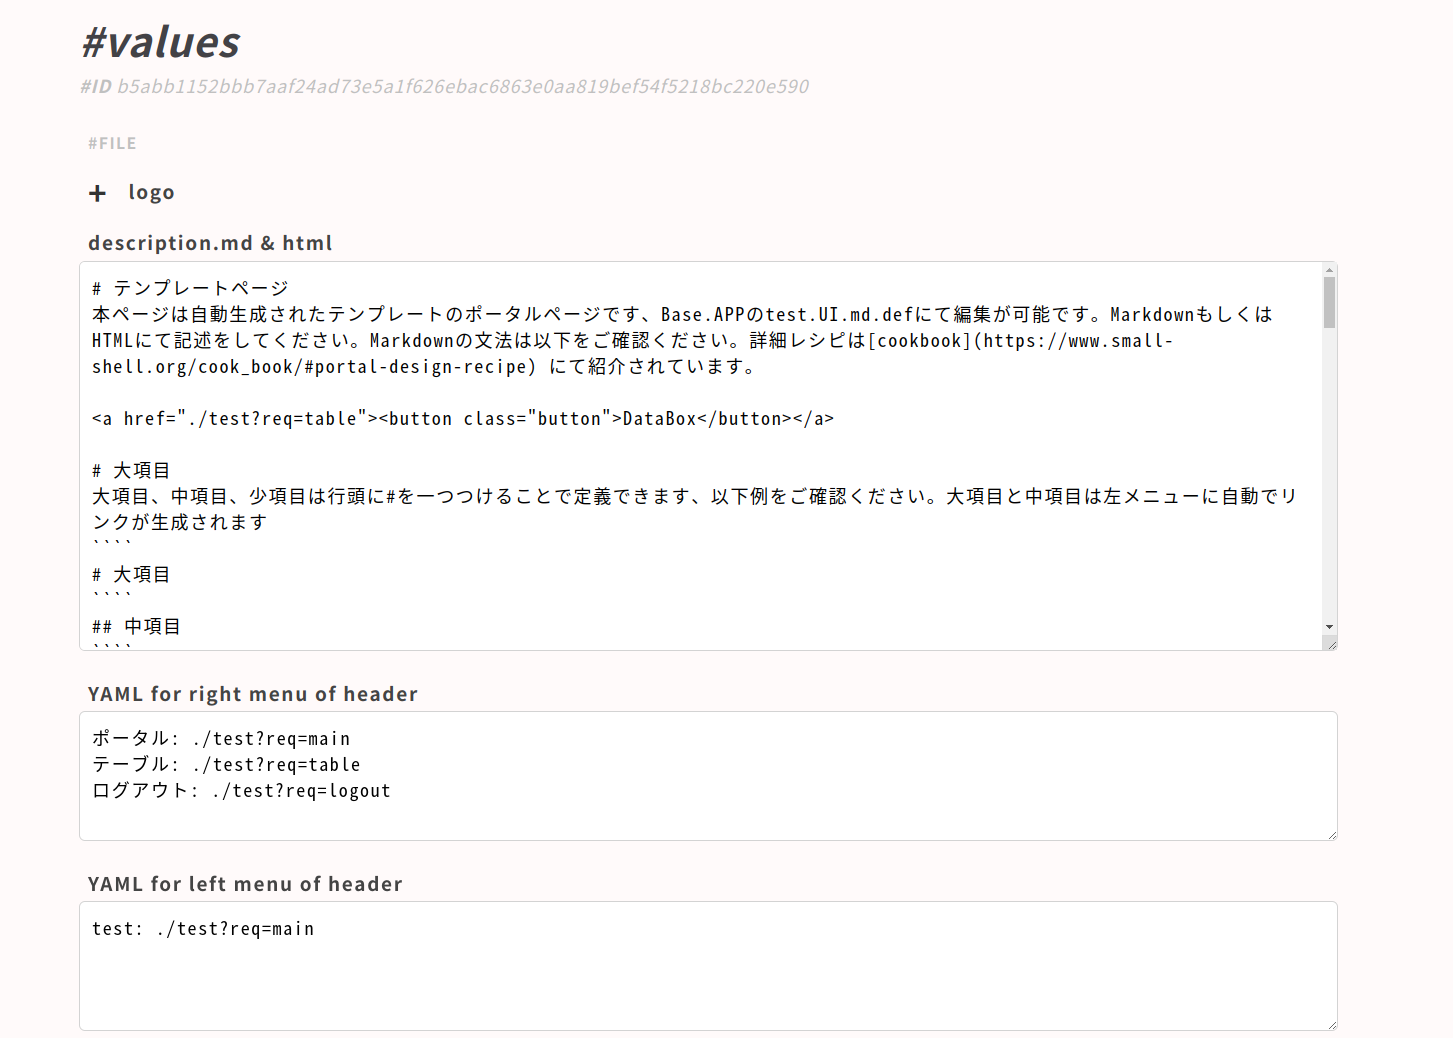 #values
#ID b5abb1152bbb7aaf24ad73e5a1f626ebac6863e0aa819bef54f5218bc220e590
#FILE
+ logo
description.md & html
# テンプレートページ
本ページは自動生成されたテンプレートのポータルページです、Base.APPのtest.UI.md.defにて編集が可能です。Markdownもしくは
HTMLにて記述をしてください。Markdownの文法は以下をご確認ください。詳細レシピは[cookbook](https://www.small-
shell.org/cook_book/#portal-design-recipe) にて紹介されています。
<a href="./test?req=table"><button class="button">DataBox</button></a>
# 大項目
大項目、中項目、少項目は行頭に#を一つつけることで定義できます、以下例をご確認ください。大項目と中項目は左メニューに自動でリ
ンクが生成されます
````
# 大項目
````
## 中項目
````
YAML for right menu of header
ポータル: ./test?req=main
テーブル: ./test?req=table
ログアウト: ./test?req=logout
YAML for left menu of header
test: ./test?req=main